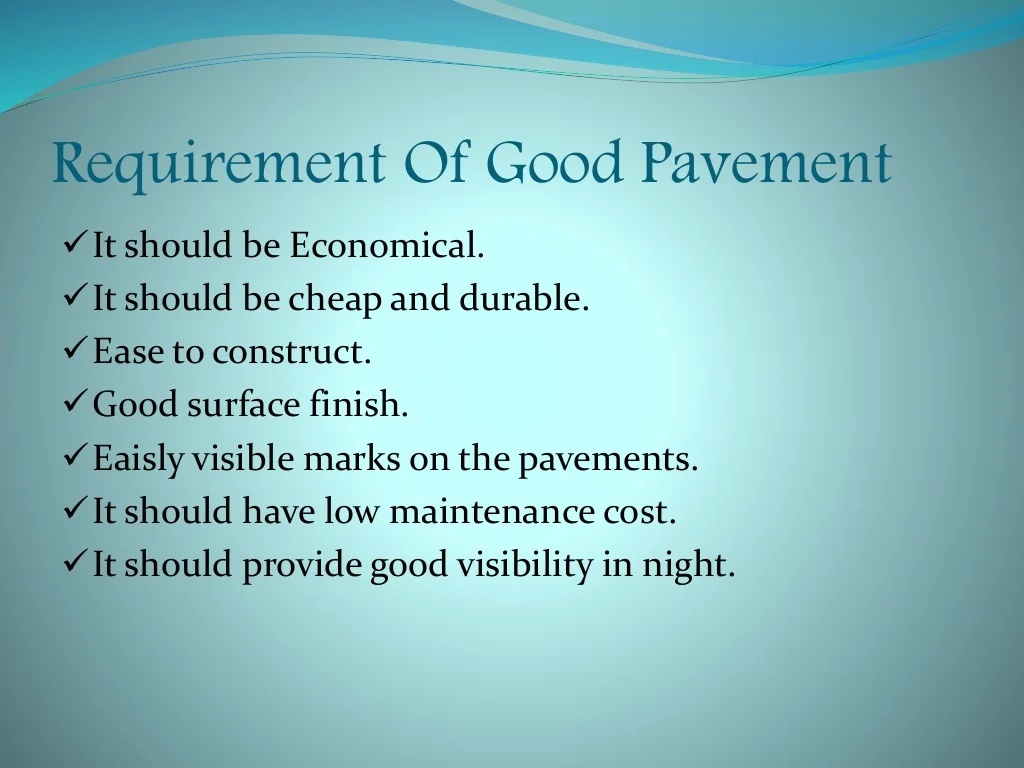 Requirement Of Good Pavement
✓It should be Economical.
✓It should be cheap and durable.
✓Ease to construct.
✓Good surface finish.
✓Eaisly visible marks on the pavements.
✓It should have low maintenance cost.
✓It should provide good visibility in night.